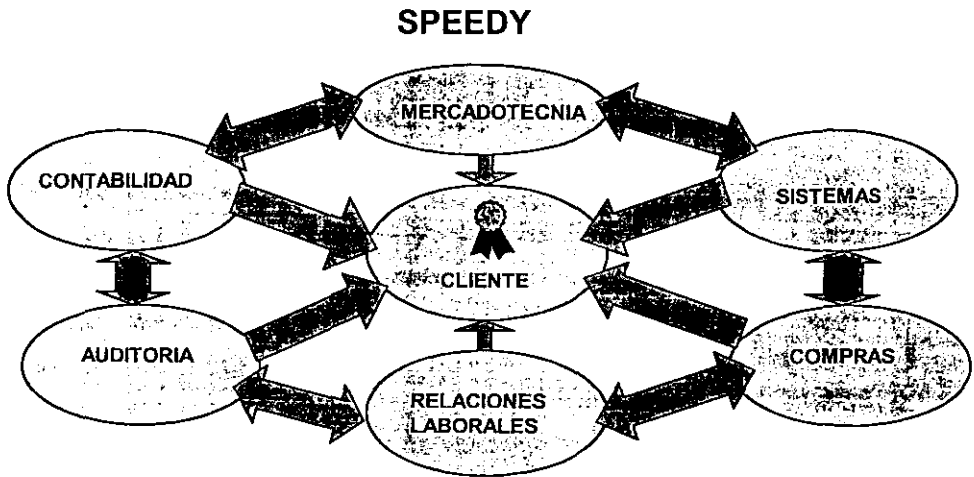 SPEEDY
MERCADOTECNIA
CONTABILIDAD
SISTEMAS
CLIENTE
AUDITORIA
COMPRAS
RELACIONES
LABORALES